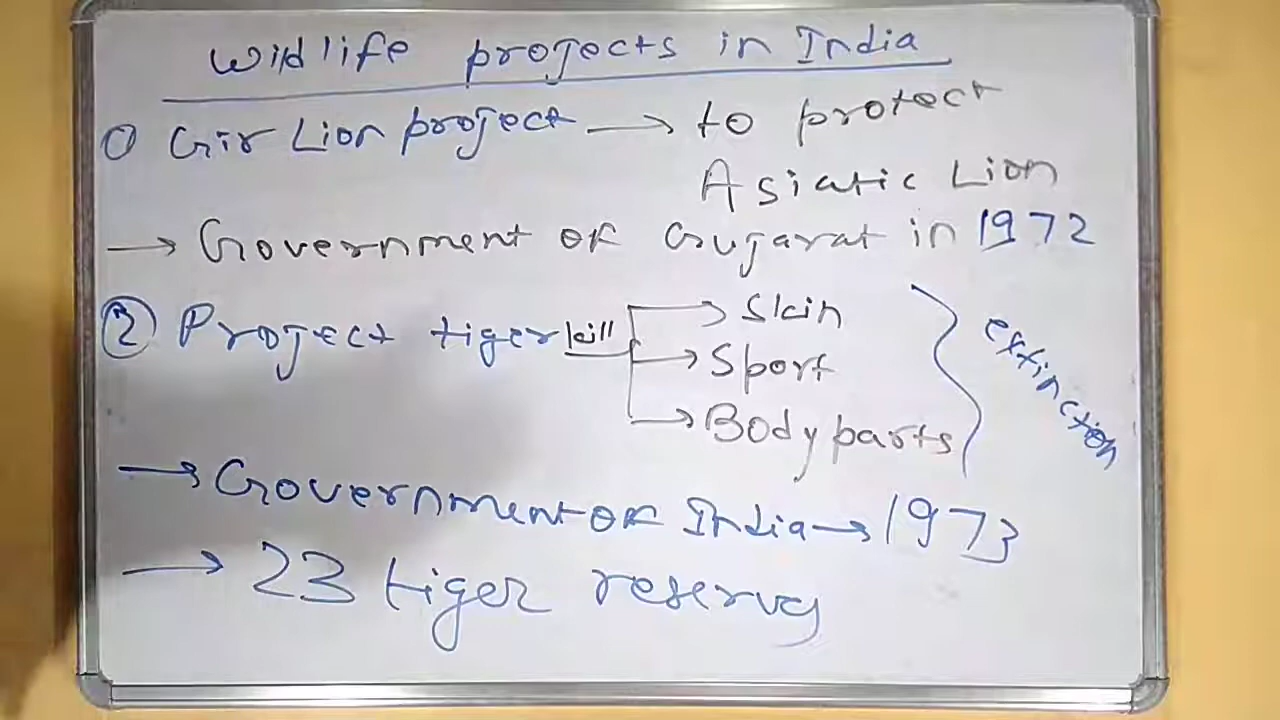 Wildlife projects in India
① Gir Lion project → to protect
Asiatic Lion
→ Government of Gujarat in 1972
② Project tiger kill → Skin
→ Sport
→ Body parts
extinction
→ Government of India → 1973
→ 23 tiger reserves